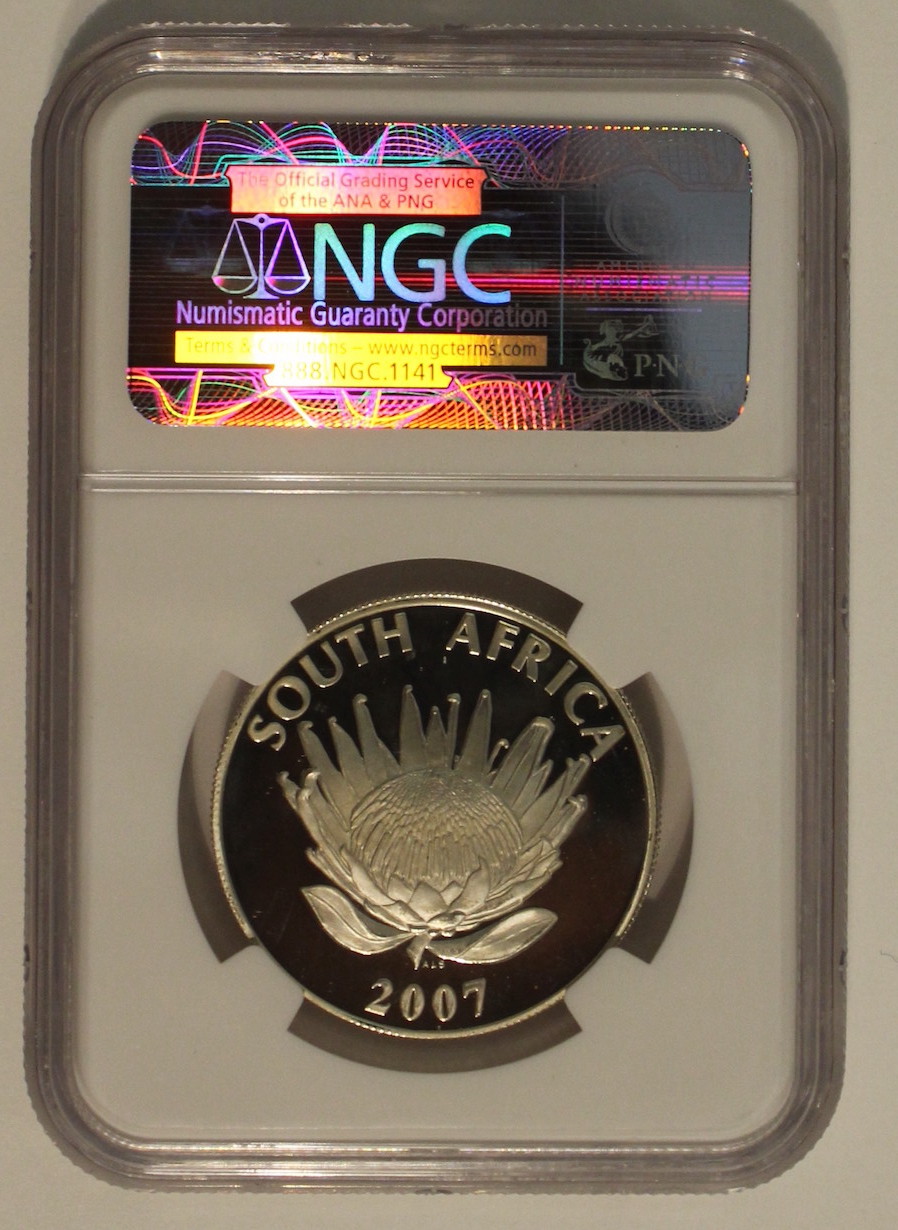 The Official Grading Service
of the ANA & PNG
NGC
Numismatic Guaranty Corporation
Terms & Conditions – www.ngcterms.com
888.NGC.1141
P·N·G
SOUTH AFRICA
ALS
2007